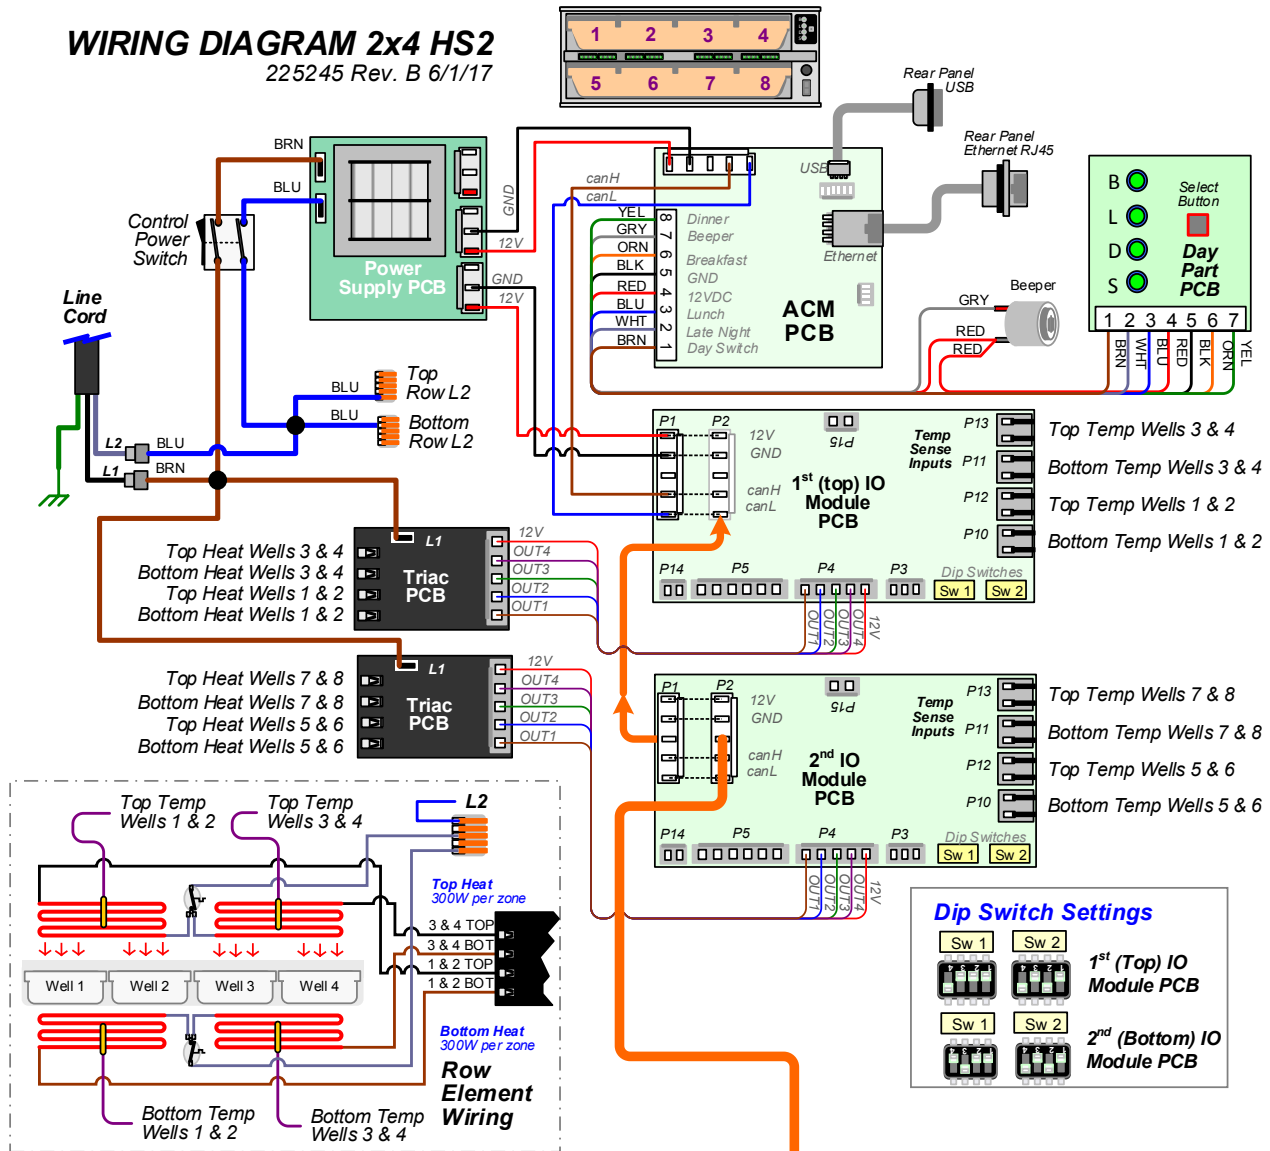 WIRING DIAGRAM 2x4 HS2
225245 Rev. B 6/1/17
1 2 3 4
5 6 7 8
Rear Panel
USB
Rear Panel
Ethernet RJ45
BRN
BLU
Control
Power
Switch
Power
Supply PCB
GND
12V
GND
12V
canH
canL
USB
Ethernet
YEL 8 Dinner
GRY 7 Beeper
ORN 6 Breakfast
BLK 5 GND
RED 4 12VDC
BLU 3 Lunch
WHT 2 Late Night
BRN 1 Day Switch
ACM
PCB
GRY
RED
RED
Beeper
B
L
D
S
Select
Button
Day
Part
PCB
1 2 3 4 5 6 7
BRN
WHT
BLU
RED
BLK
ORN
YEL
Line
Cord
BLU
Top
Row L2
BLU
Bottom
Row L2
L2
BLU
L1
BRN
P1
P2
12V
GND
canH
canL
P15
Temp
Sense
Inputs
1st (top) IO
Module
PCB
P13
Top Temp Wells 3 & 4
P11
Bottom Temp Wells 3 & 4
P12
Top Temp Wells 1 & 2
P10
Bottom Temp Wells 1 & 2
P14
P5
P4
P3
Dip Switches
Sw 1
Sw 2
OUT1
OUT2
OUT3
OUT4
12V
Top Heat Wells 3 & 4
Bottom Heat Wells 3 & 4
Top Heat Wells 1 & 2
Bottom Heat Wells 1 & 2
L1
Triac
PCB
12V
OUT4
OUT3
OUT2
OUT1
Top Heat Wells 7 & 8
Bottom Heat Wells 7 & 8
Top Heat Wells 5 & 6
Bottom Heat Wells 5 & 6
L1
Triac
PCB
12V
OUT4
OUT3
OUT2
OUT1
P1
P2
12V
GND
canH
canL
P15
Temp
Sense
Inputs
2nd IO
Module
PCB
P13
Top Temp Wells 7 & 8
P11
Bottom Temp Wells 7 & 8
P12
Top Temp Wells 5 & 6
P10
Bottom Temp Wells 5 & 6
P14
P5
P4
P3
Dip Switches
Sw 1
Sw 2
OUT1
OUT2
OUT3
OUT4
12V
Top Temp
Wells 1 & 2
Top Temp
Wells 3 & 4
L2
Top Heat
300W per zone
3 & 4 TOP
3 & 4 BOT
1 & 2 TOP
1 & 2 BOT
Well 1
Well 2
Well 3
Well 4
Bottom Heat
300W per zone
Row
Element
Wiring
Bottom Temp
Wells 1 & 2
Bottom Temp
Wells 3 & 4
Dip Switch Settings
Sw 1
Sw 2
1st (Top) IO
Module PCB
Sw 1
Sw 2
2nd (Bottom) IO
Module PCB